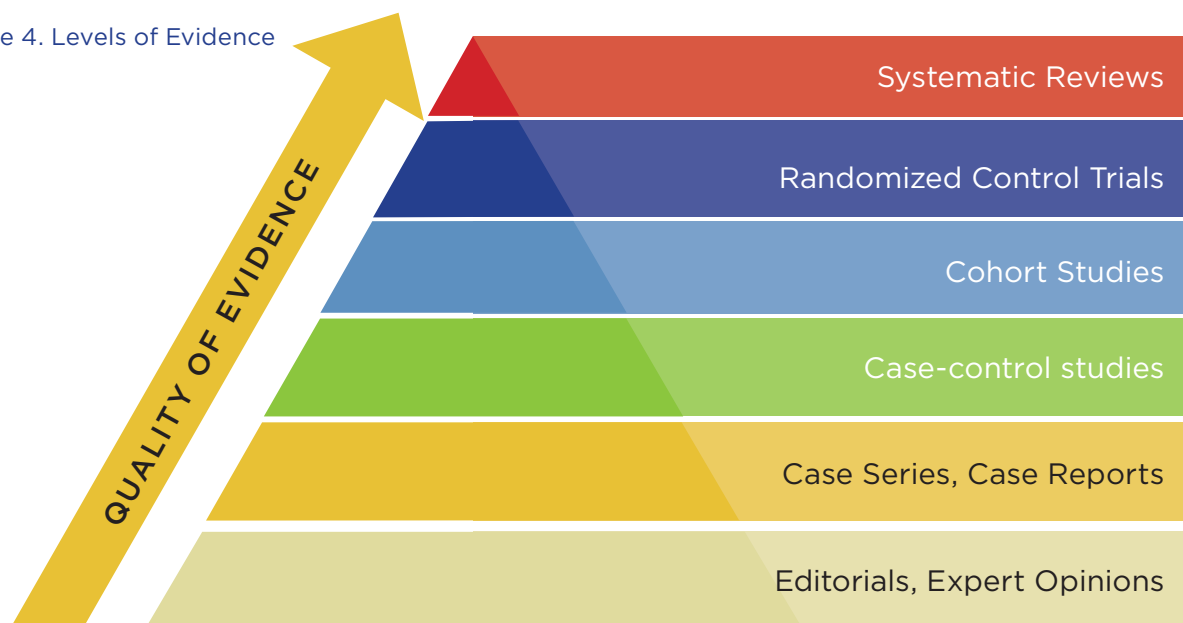 e 4. Levels of Evidence
QUALITY OF EVIDENCE
Systematic Reviews
Randomized Control Trials
Cohort Studies
Case-control studies
Case Series, Case Reports
Editorials, Expert Opinions